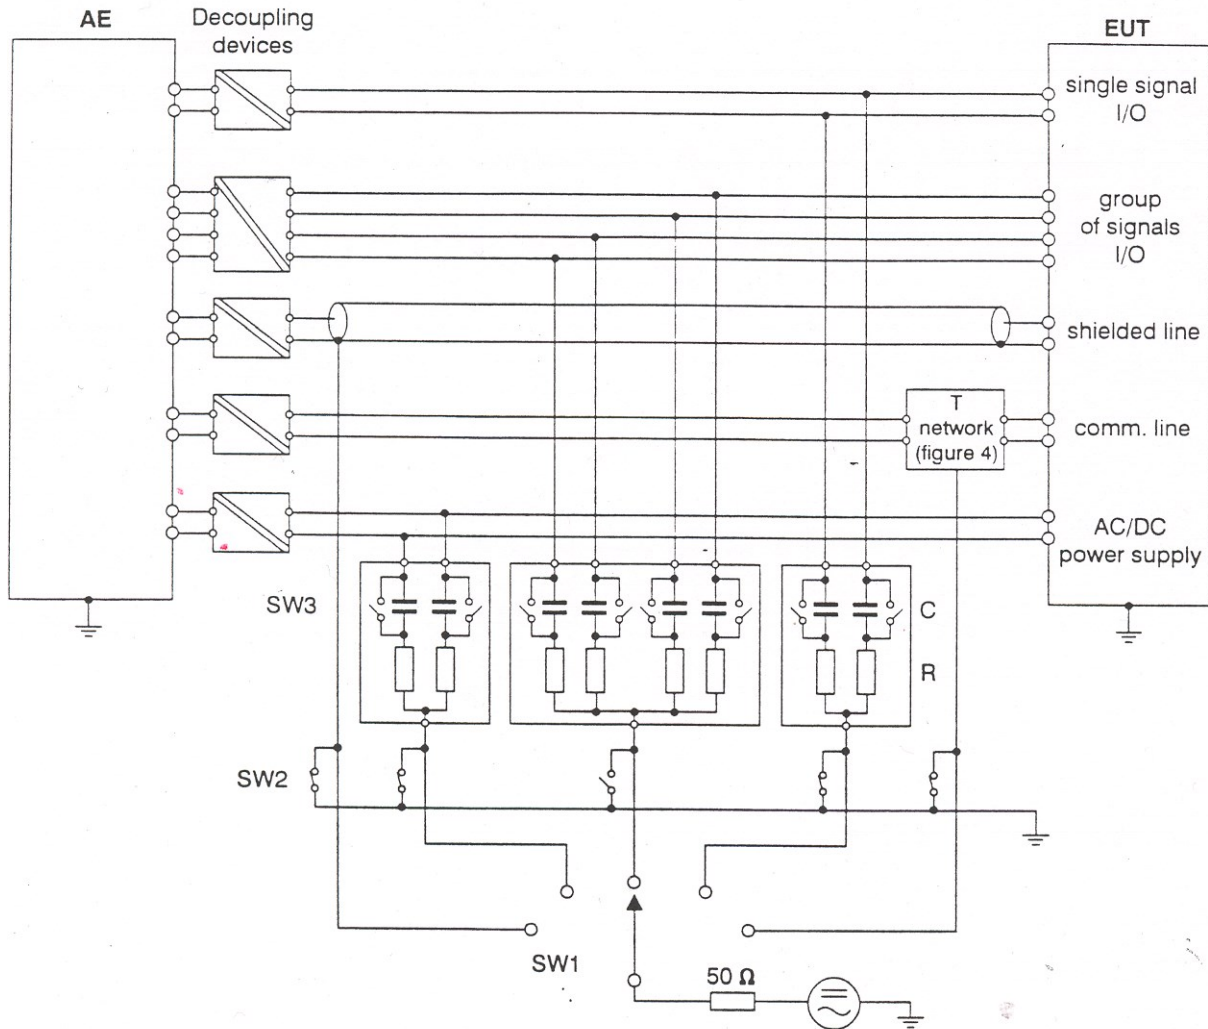 AE
Decoupling
devices
EUT
single signal
I/O
group
of signals
I/O
shielded line
T
network
(figure 4)
comm. line
AC/DC
power supply
SW3
C
R
SW2
SW1
50 Ω